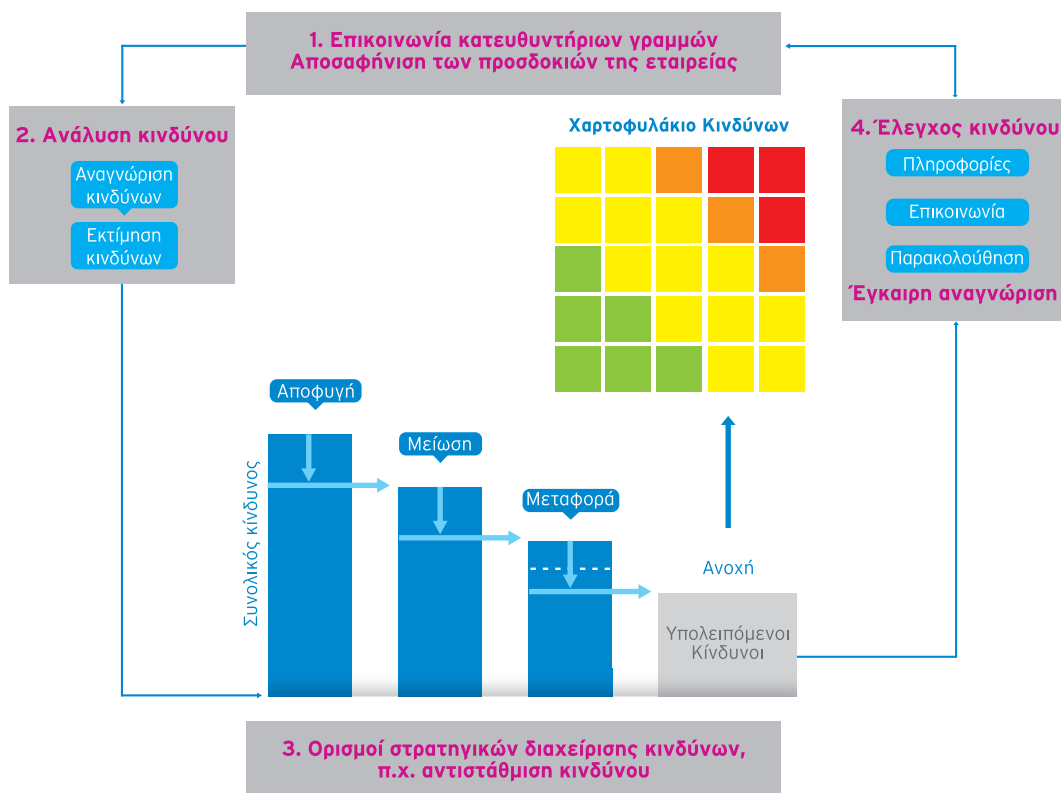 1. Επικοινωνία κατευθυντήριων γραμμών
Αποσαφήνιση των προσδοκιών της εταιρείας
2. Ανάλυση κινδύνου
Αναγνώριση
κινδύνων
Εκτίμηση
κινδύνων
Χαρτοφυλάκιο Κινδύνων
4. Έλεγχος κινδύνου
Πληροφορίες
Επικοινωνία
Παρακολούθηση
Έγκαιρη αναγνώριση
Συνολικός κίνδυνος
Αποφυγή
Μείωση
Μεταφορά
Ανοχή
Υπολειπόμενοι
Κίνδυνοι
3. Ορισμοί στρατηγικών διαχείρισης κινδύνων,
π.χ. αντιστάθμιση κινδύνου